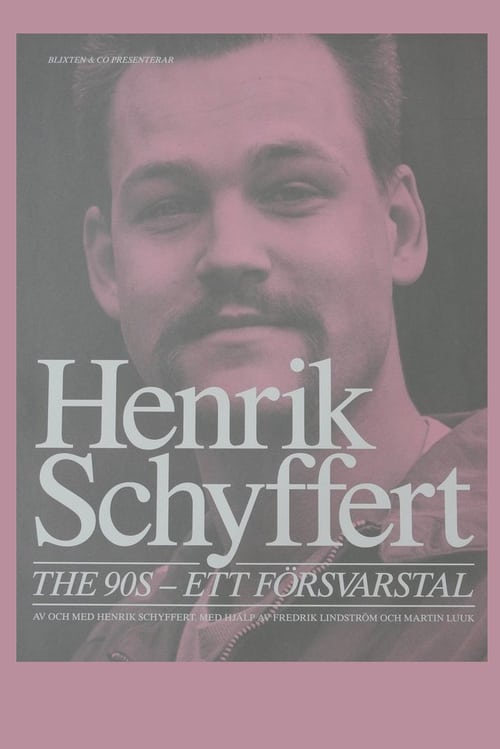 BLIXTEN & CO PRESENTERAR
Henrik
Schyffert
THE 90S – ETT FÖRSVARSTAL
AV OCH MED HENRIK SCHYFFERT. MED HJÄLP AV FREDRIK LINDSTRÖM OCH MARTIN LUUK